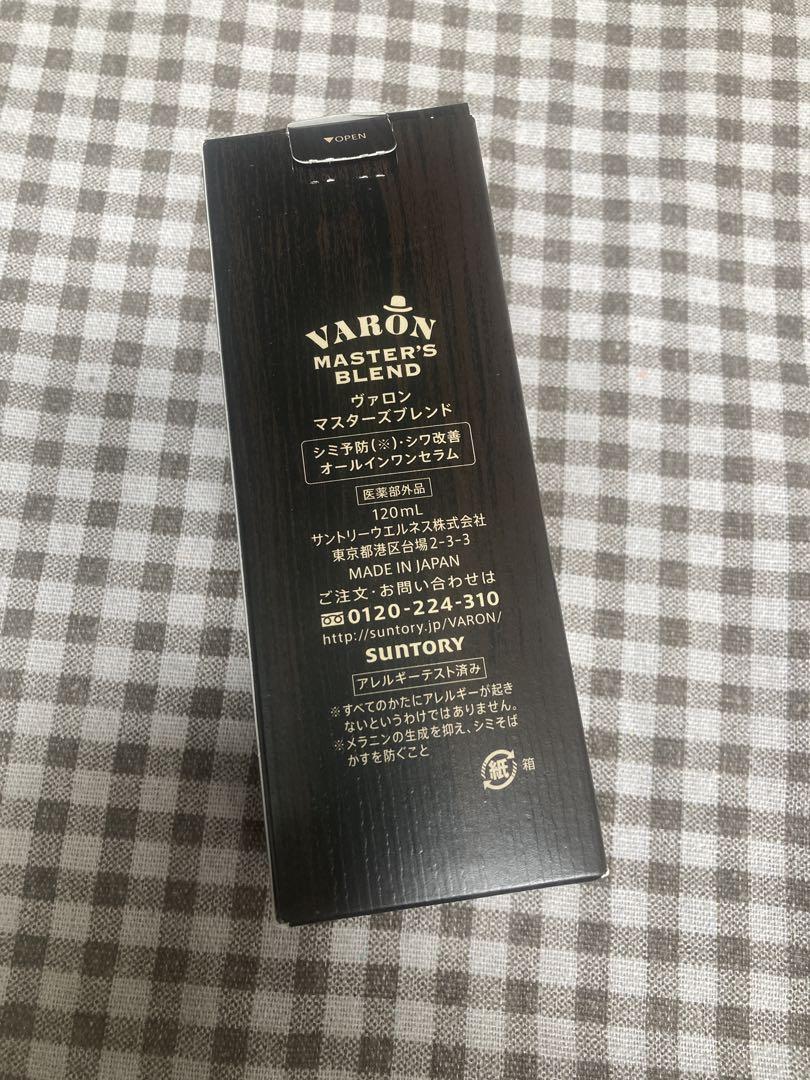 ▼OPEN
VARON
MASTER'S
BLEND
ヴァロン
マスターズブレンド
シミ予防(※)・シワ改善
オールインワンセラム
医薬部外品
120mL
サントリーウエルネス株式会社
東京都港区台場2-3-3
MADE IN JAPAN
ご注文・お問い合わせは
0120-224-310
http://suntory.jp/VARON/
SUNTORY
アレルギーテスト済み
※すべてのかたにアレルギーが起き
ないというわけではありません。
※メラニンの生成を抑え、シミそば
かすを防ぐこと
紙 箱